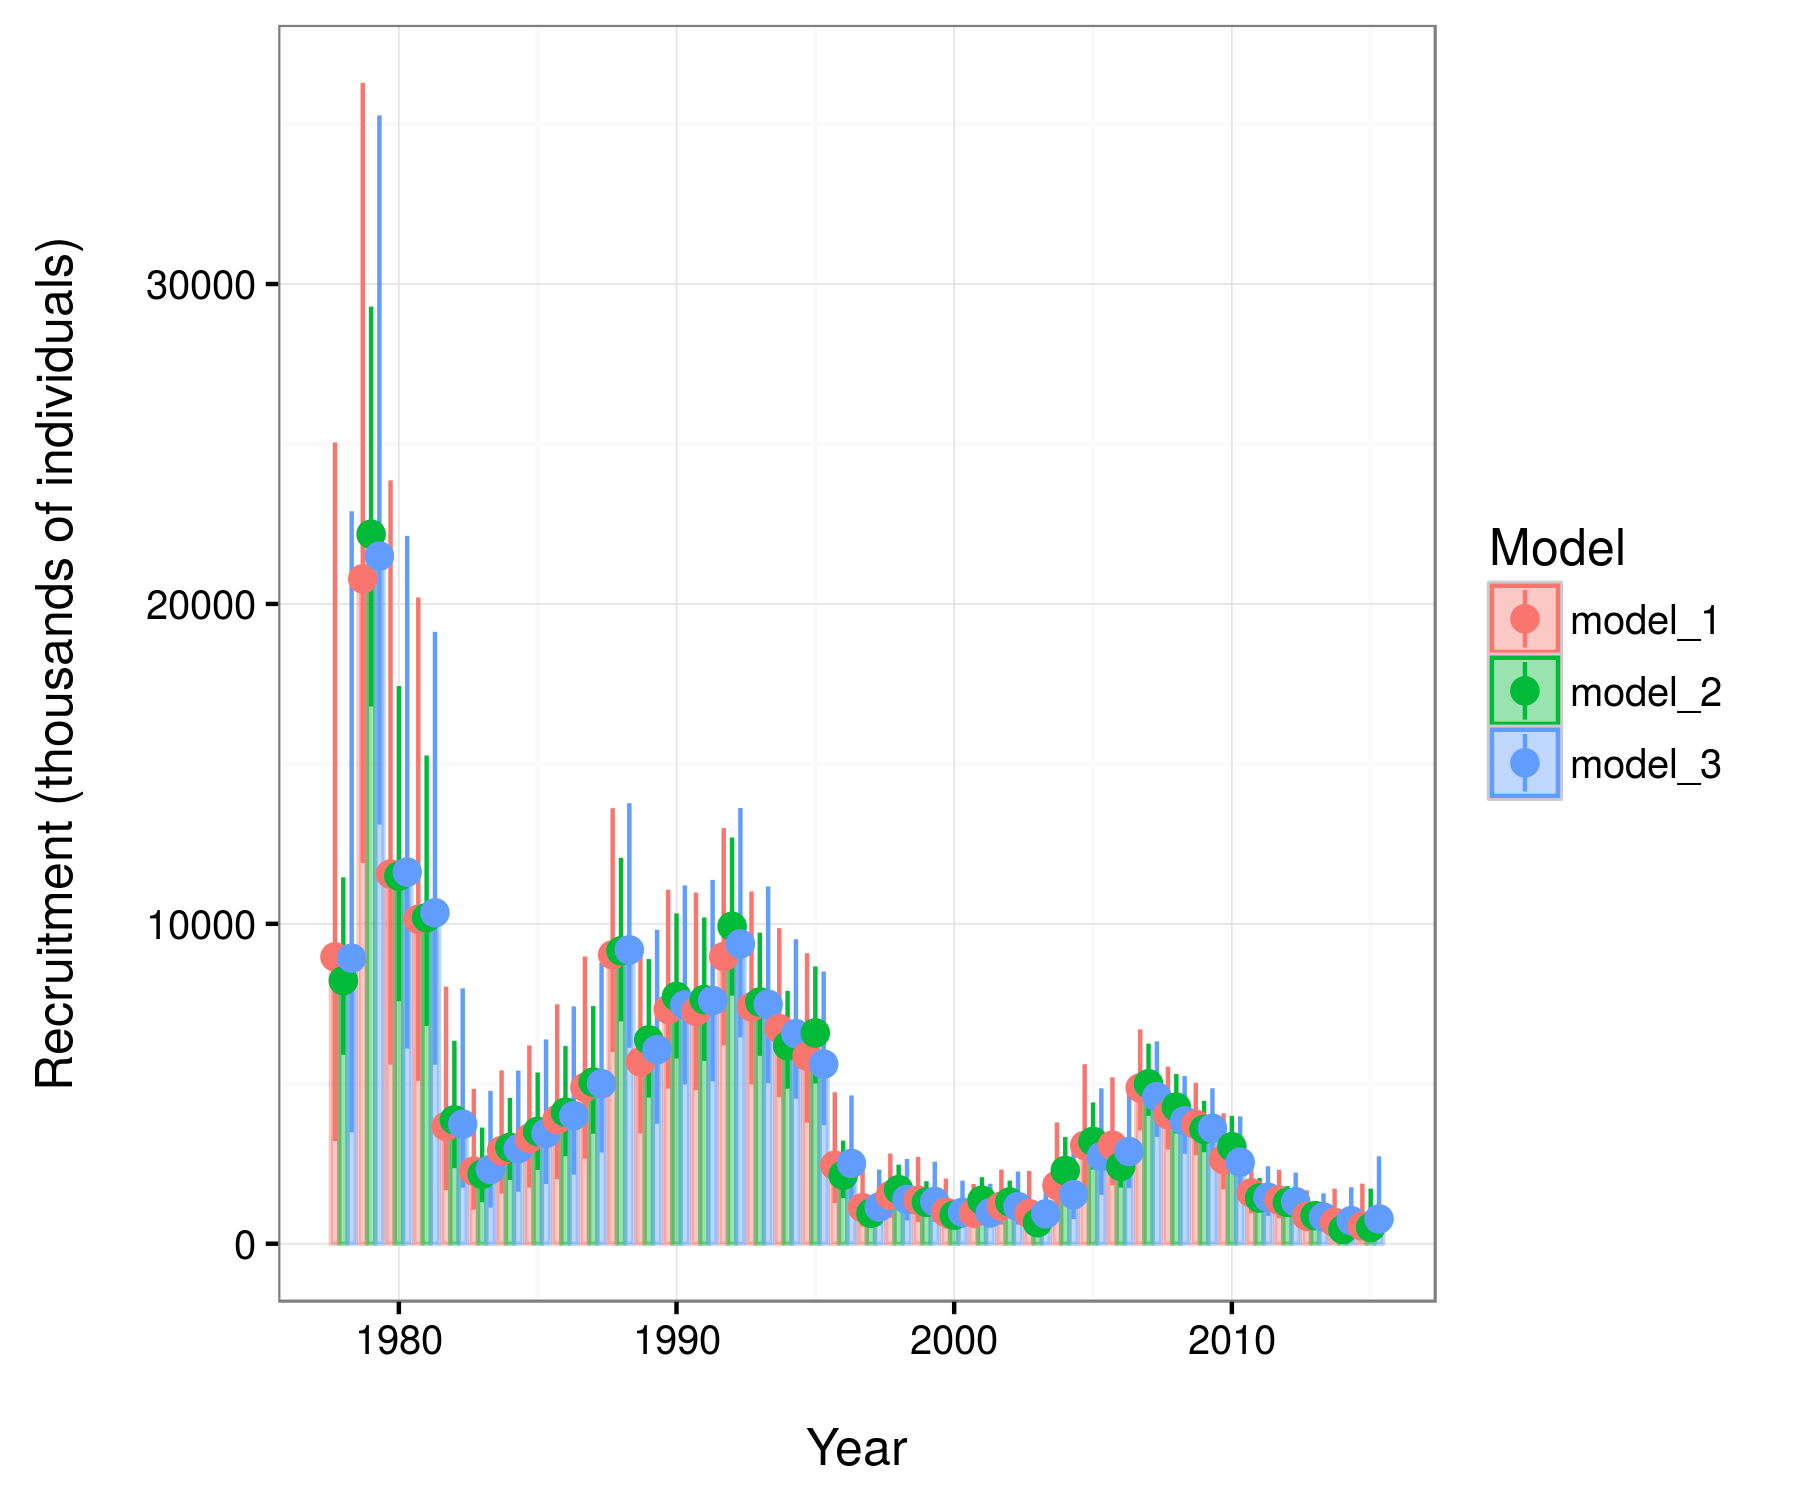 Recruitment (thousands of individuals)
30000
20000
10000
0
1980
1990
2000
2010
Year
Model
model_1
model_2
model_3